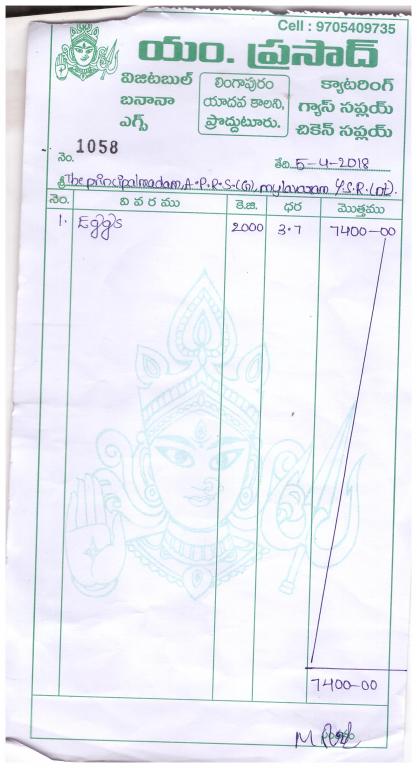 Cell : 9705409735
యం. ప్రసాద్
విజిటబుల్ లింగాపురం క్యాటరింగ్
బనానా యాదవ కాలని, గ్యాస్ సప్లయ్
ఎగ్స్ ప్రొద్దుటూరు. చికెన్ సప్లయ్
నెం. 1058 తేది 5-4-2018
శ్రీ The principal madam, A.P.R.S.(G), mylavaram Y.S.R.(Dt).
నెం. వి వ ర ము కె.జి. ధర మొత్తము
1. Eggs 2000 3.7 7400-00
7400-00